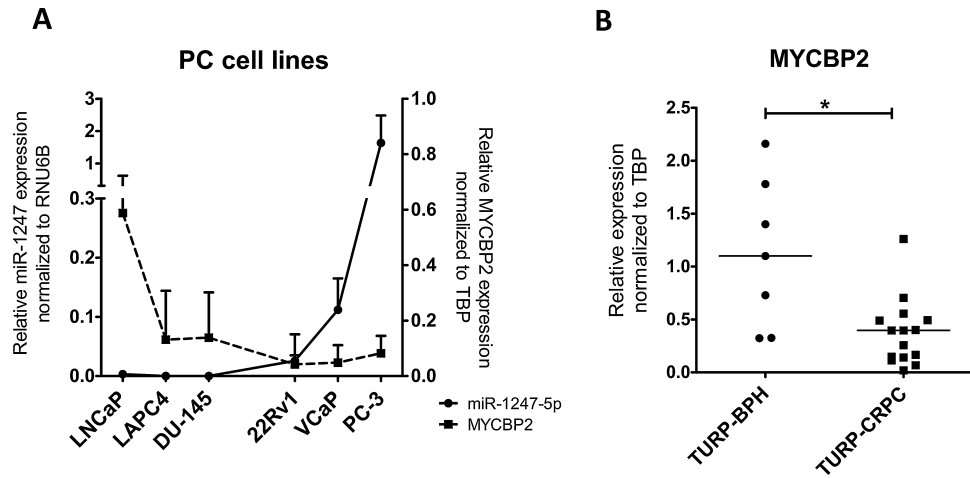 A
PC cell lines
Relative miR-1247 expression
normalized to RNU6B
3
2
1
0.3
0.2
0.1
0.0
1.0
0.8
0.6
0.4
0.2
0.0
Relative MYCBP2 expression
normalized to TBP
LNCaP
LAPC4
DU-145
22Rv1
VCaP
PC-3
miR-1247-5p
MYCBP2
B
MYCBP2
Relative expression
normalized to TBP
2.5
2.0
1.5
1.0
0.5
0.0
*
TURP-BPH
TURP-CRPC